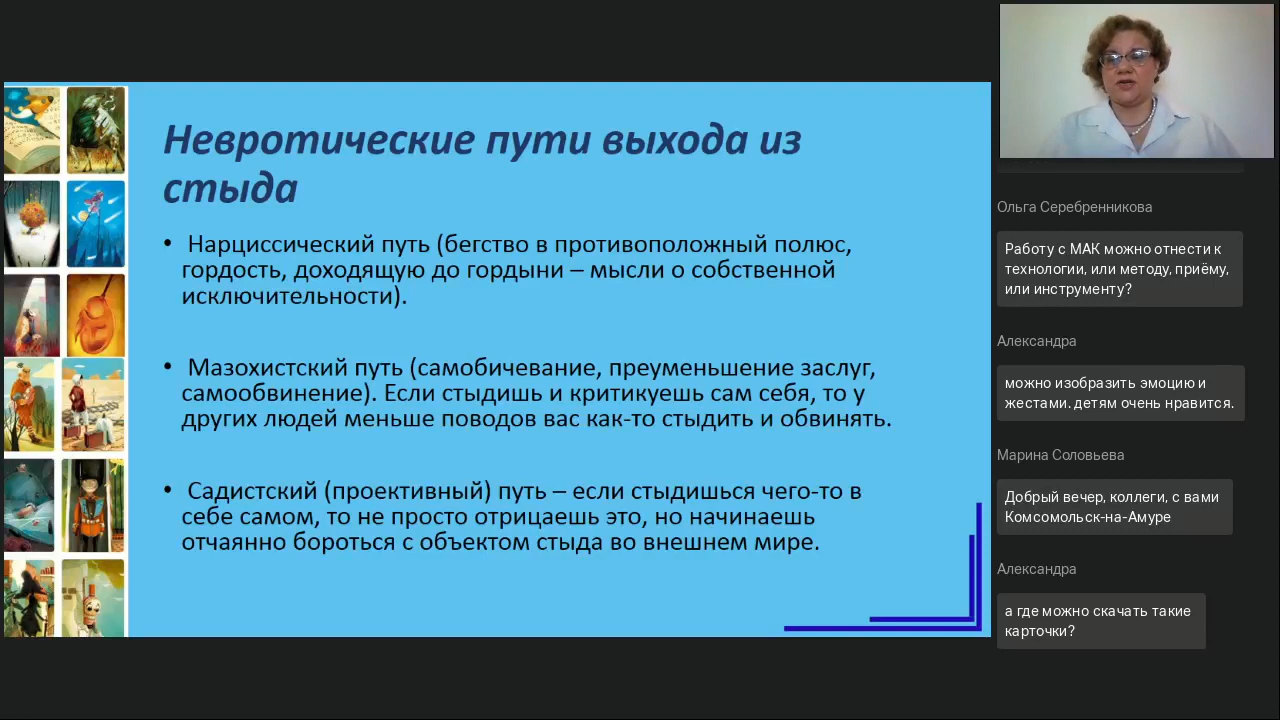 Невротические пути выхода из
стыда
• Нарциссический путь (бегство в противоположный полюс,
гордость, доходящую до гордыни – мысли о собственной
исключительности).
• Мазохистский путь (самобичевание, преуменьшение заслуг,
самообвинение). Если стыдишь и критикуешь сам себя, то у
других людей меньше поводов вас как-то стыдить и обвинять.
• Садистский (проективный) путь – если стыдишься чего-то в
себе самом, то не просто отрицаешь это, но начинаешь
отчаянно бороться с объектом стыда во внешнем мире.
Ольга Серебренникова
Работу с МАК можно отнести к
технологии, или методу, приёму,
или инструменту?
Александра
можно изобразить эмоцию и
жестами. детям очень нравится.
Марина Соловьева
Добрый вечер, коллеги, с вами
Комсомольск-на-Амуре
Александра
а где можно скачать такие
карточки?